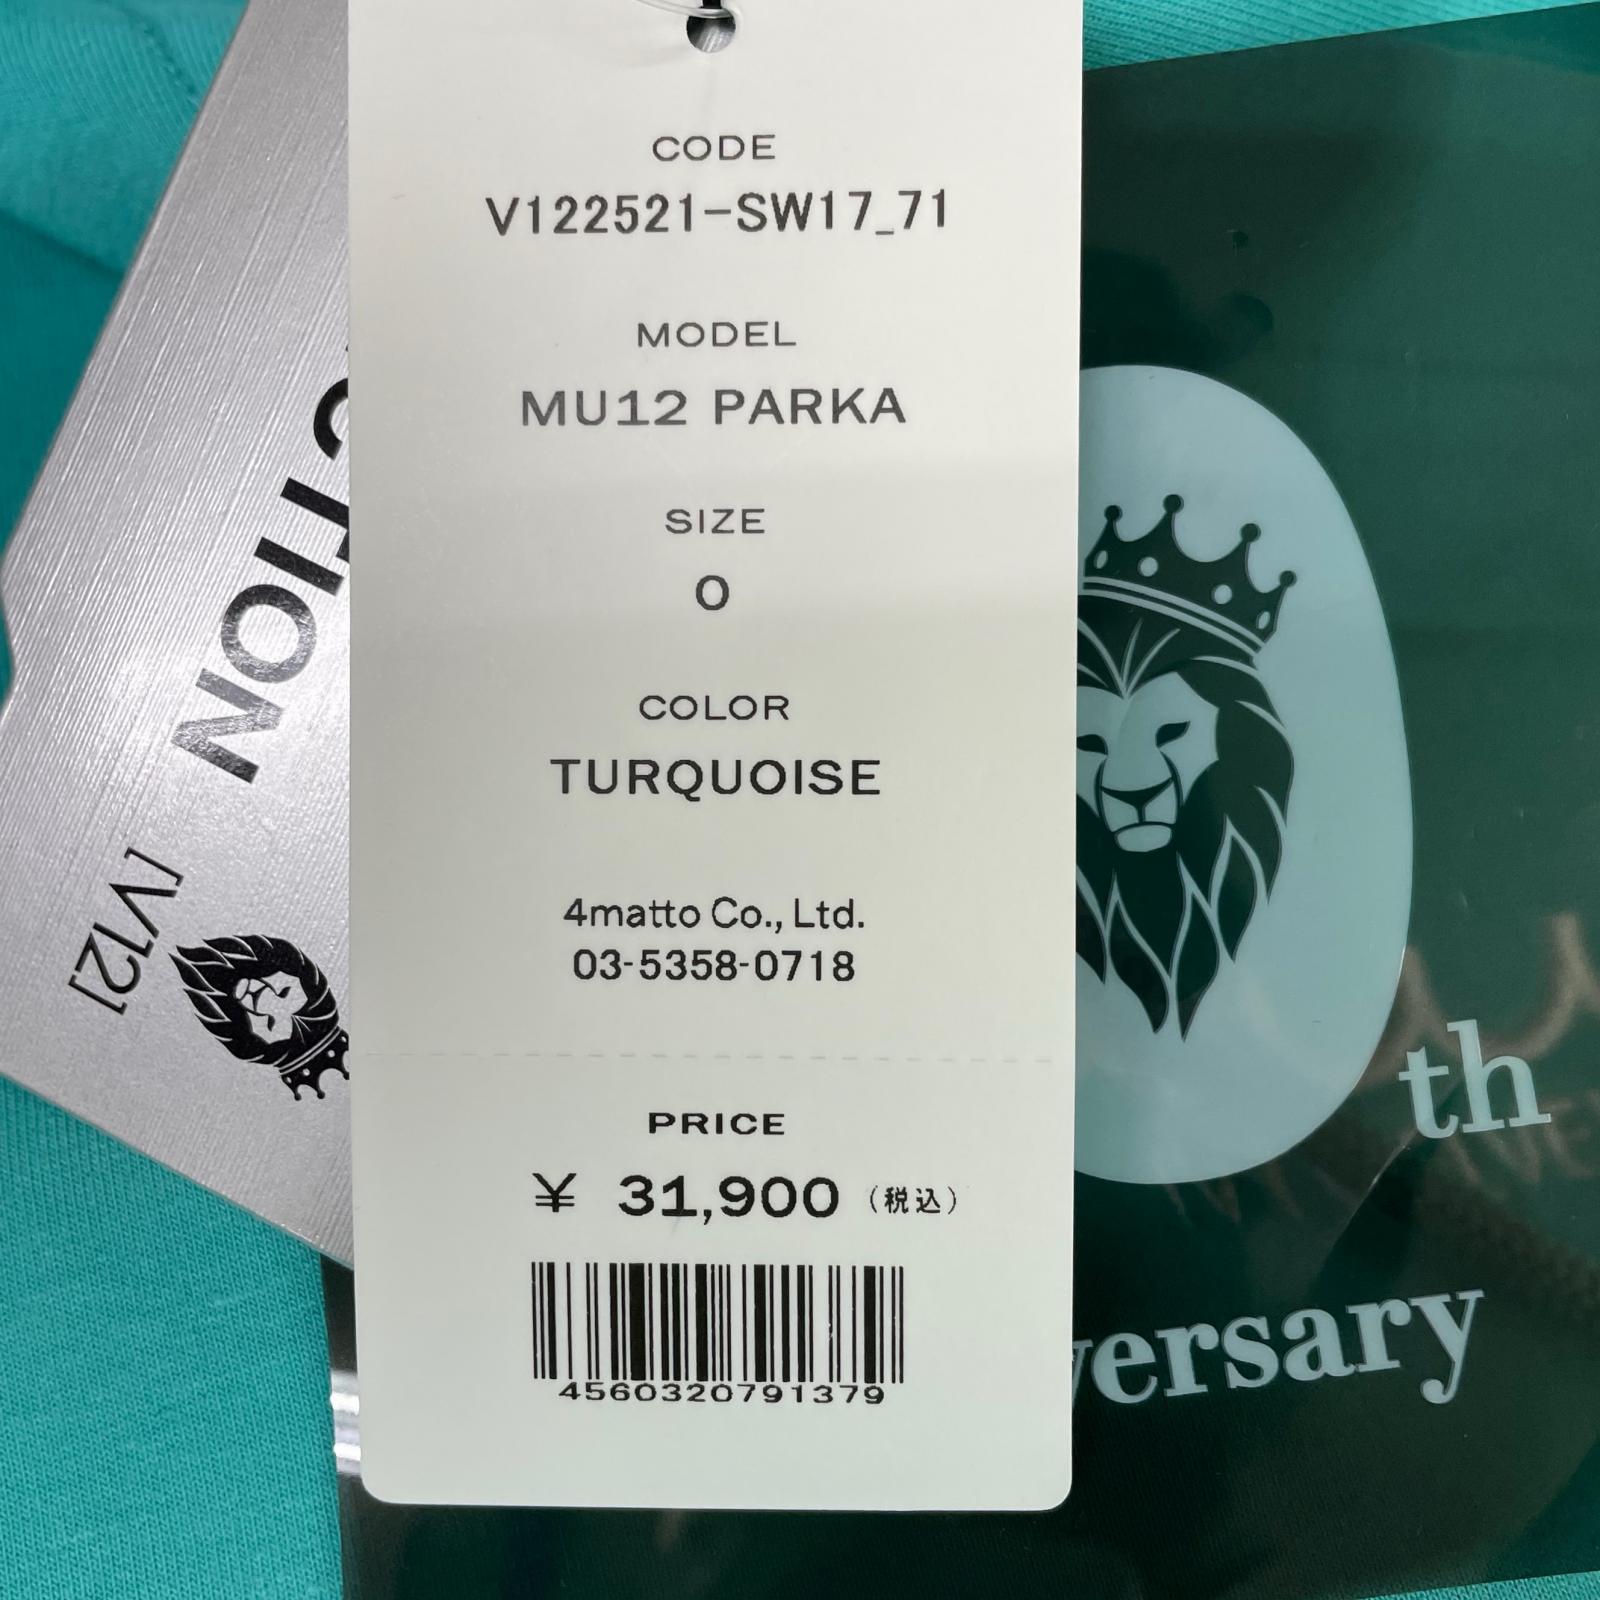 CODE
V122521-SW17_71
MODEL
MU12 PARKA
SIZE
0
COLOR
TURQUOISE
4matto Co., Ltd.
03-5358-0718
PRICE
¥ 31,900 (税込)
4560320791379
CTION
[V12]
0th
versary